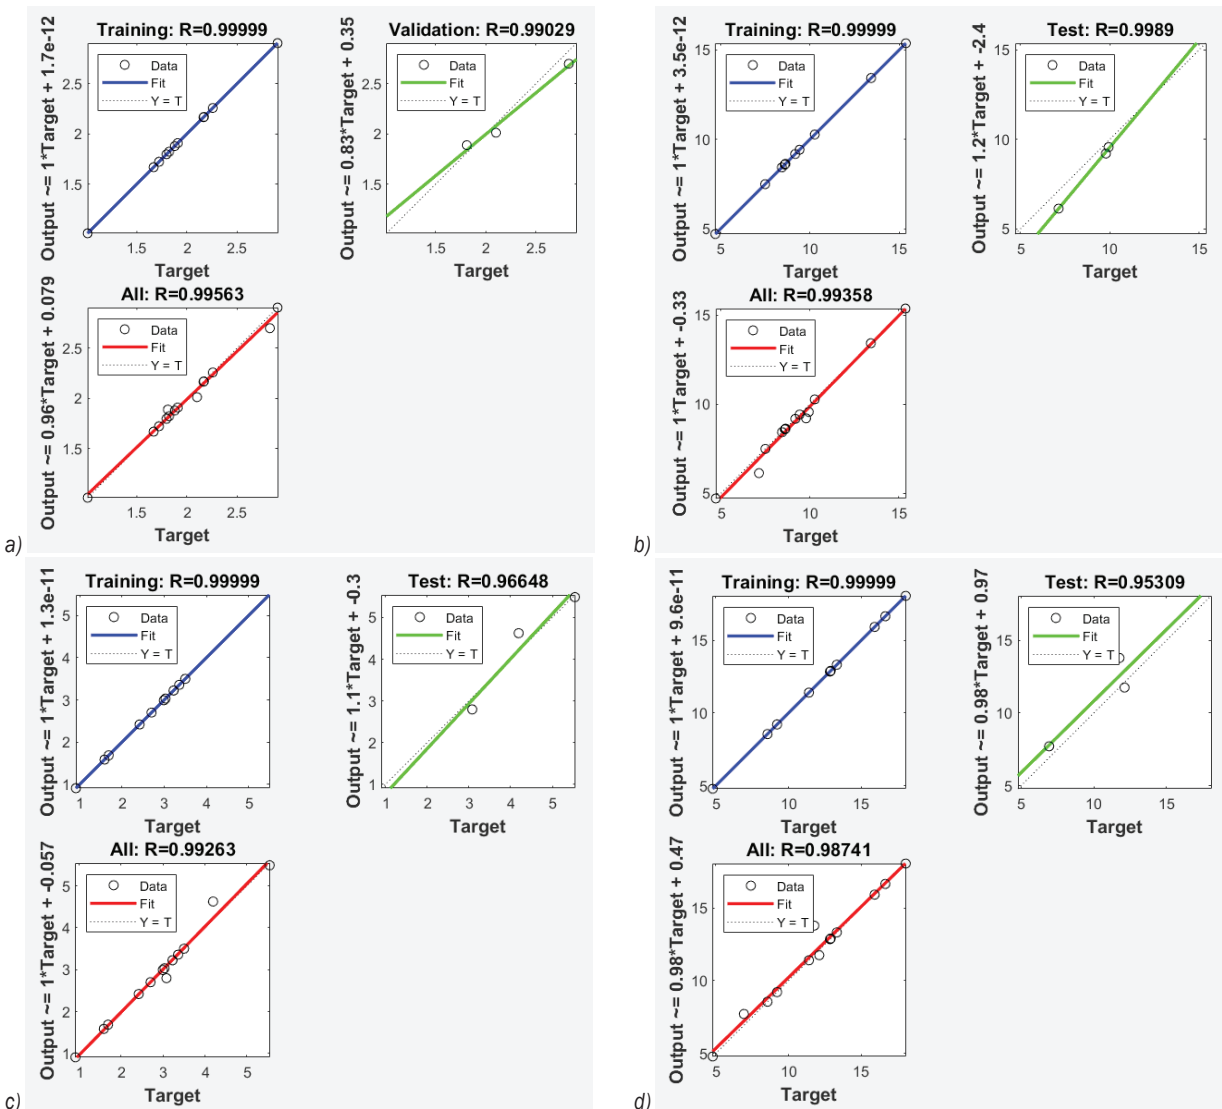 Training: R=0.99999
Output ~= 1*Target + 1.7e-12
Data
Fit
Y = T
2.5
2
1.5
1.5
2
2.5
Target
Validation: R=0.99029
Output ~= 0.83*Target + 0.35
Data
Fit
Y = T
2.5
2
1.5
1.5
2
2.5
Target
All: R=0.99563
Output ~= 0.96*Target + 0.079
Data
Fit
Y = T
2.5
2
1.5
1.5
2
2.5
Target
a)
Training: R=0.99999
Output ~= 1*Target + 3.5e-12
Data
Fit
Y = T
15
10
5
5
10
15
Target
Test: R=0.9989
Output ~= 1.2*Target + -2.4
Data
Fit
Y = T
15
10
5
5
10
15
Target
All: R=0.99358
Output ~= 1*Target + -0.33
Data
Fit
Y = T
15
10
5
5
10
15
Target
b)
Training: R=0.99999
Output ~= 1*Target + 1.3e-11
Data
Fit
Y = T
5
4
3
2
1
1
2
3
4
5
Target
Test: R=0.96648
Output ~= 1.1*Target + -0.3
Data
Fit
Y = T
5
4
3
2
1
1
2
3
4
5
Target
All: R=0.99263
Output ~= 1*Target + -0.057
Data
Fit
Y = T
5
4
3
2
1
1
2
3
4
5
Target
c)
Training: R=0.99999
Output ~= 1*Target + 9.6e-11
Data
Fit
Y = T
15
10
5
5
10
15
Target
Test: R=0.95309
Output ~= 0.98*Target + 0.97
Data
Fit
Y = T
15
10
5
5
10
15
Target
All: R=0.98741
Output ~= 0.98*Target + 0.47
Data
Fit
Y = T
15
10
5
5
10
15
Target
d)